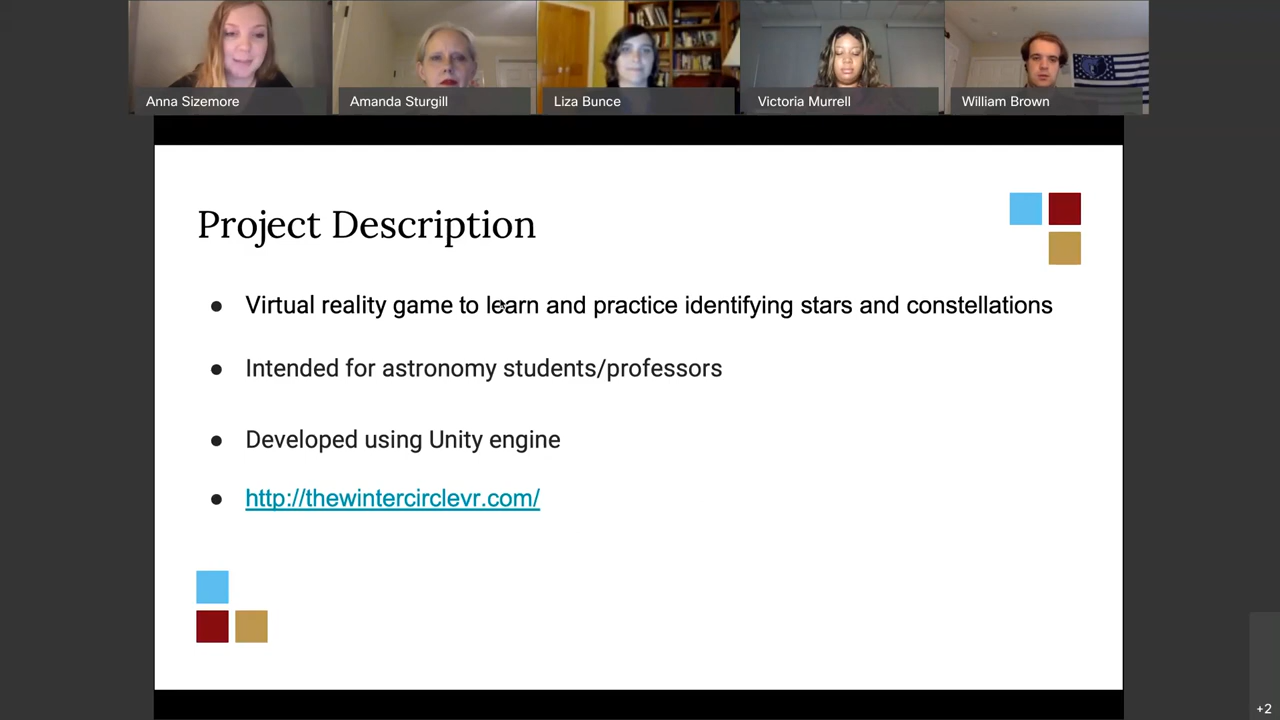 Anna Sizemore
Amanda Sturgill
Liza Bunce
Victoria Murrell
William Brown
Project Description
● Virtual reality game to learn and practice identifying stars and constellations
● Intended for astronomy students/professors
● Developed using Unity engine
● http://thewintercirclevr.com/
+2